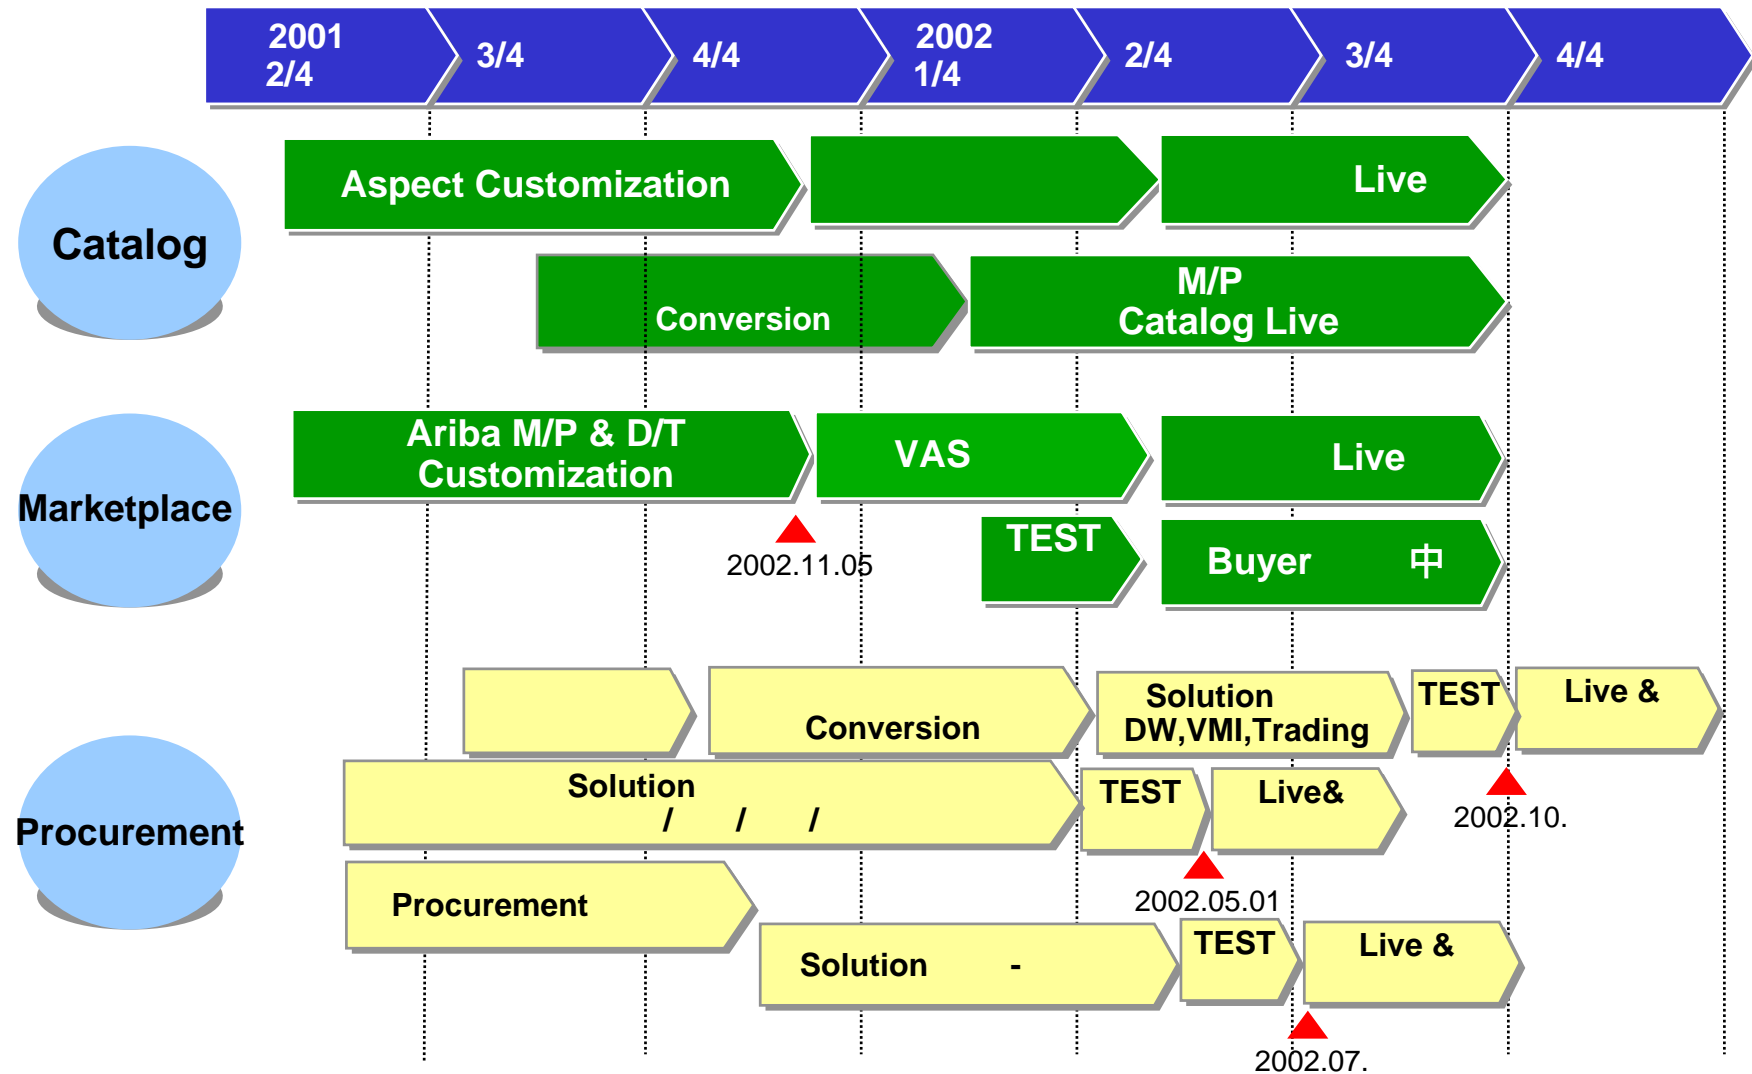 2001
2/4
3/4
4/4
2002
1/4
2/4
3/4
4/4
Catalog
Aspect Customization
Live
Conversion
M/P
Catalog Live
Marketplace
Ariba M/P & D/T
Customization
VAS
Live
2002.11.05
TEST
Buyer 中
Procurement
Conversion
Solution
DW,VMI,Trading
TEST
Live &
Solution
/ / /
TEST
Live&
2002.10.
Procurement
2002.05.01
Solution -
TEST
Live &
2002.07.